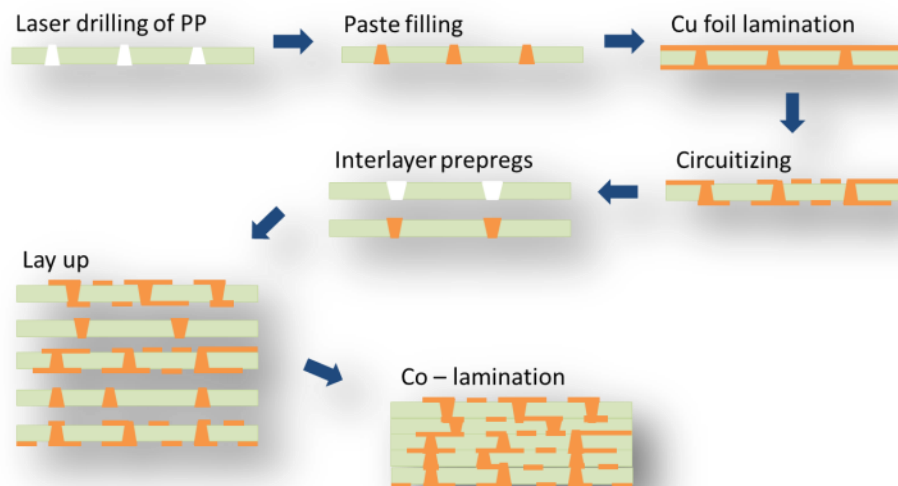 Laser drilling of PP
Paste filling
Cu foil lamination
Circuitizing
Interlayer prepregs
Lay up
Co – lamination